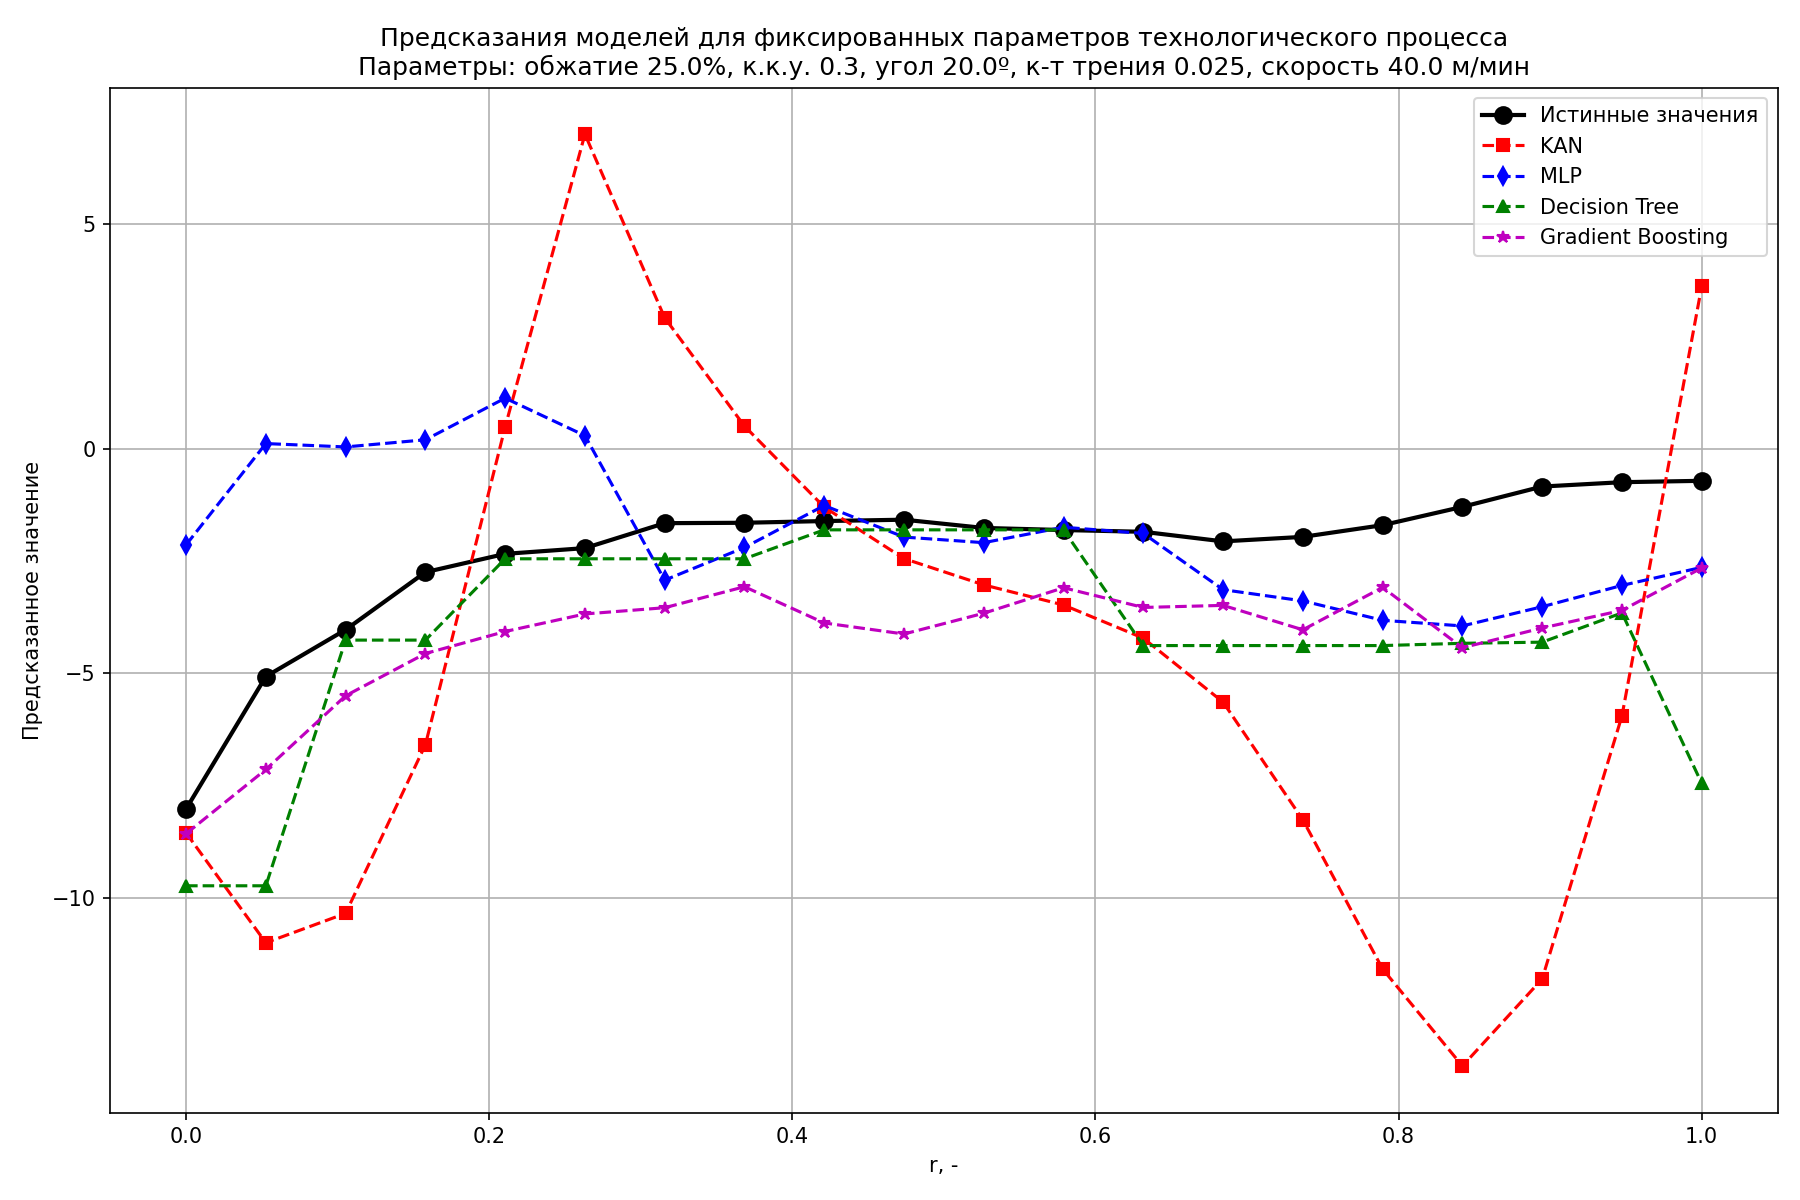 Предсказания моделей для фиксированных параметров технологического процесса
Параметры: обжатие 25.0%, к.к.у. 0.3, угол 20.0º, к-т трения 0.025, скорость 40.0 м/мин
Истинные значения
KAN
MLP
Decision Tree
Gradient Boosting
Предсказанное значение
5
0
−5
−10
0.0
0.2
0.4
0.6
0.8
1.0
r, -